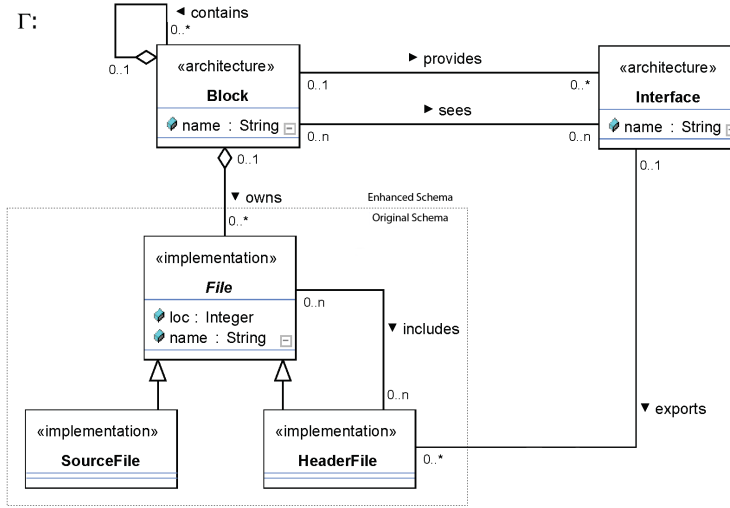 Γ:
◄ contains
0..*
0..1
«architecture»
Block
name : String
► provides
0..1
0..*
► sees
0..n
0..n
«architecture»
Interface
name : String
0..1
0..1
▼ owns
0..*
Enhanced Schema
Original Schema
«implementation»
File
loc : Integer
name : String
0..n
▼ includes
0..n
«implementation»
SourceFile
«implementation»
HeaderFile
▼ exports
0..*